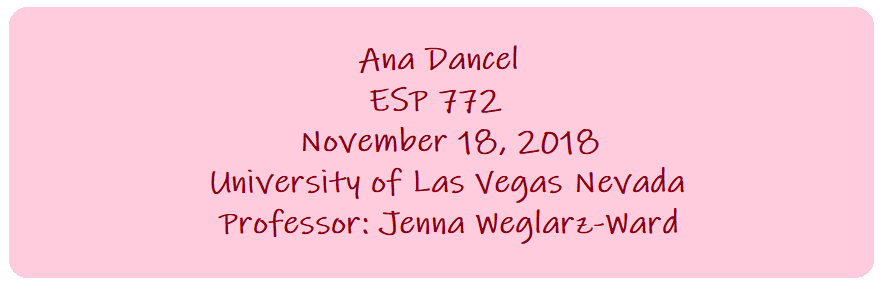 Ana Dancel
ESP 772
November 18, 2018
University of Las Vegas Nevada
Professor: Jenna Weglarz-Ward